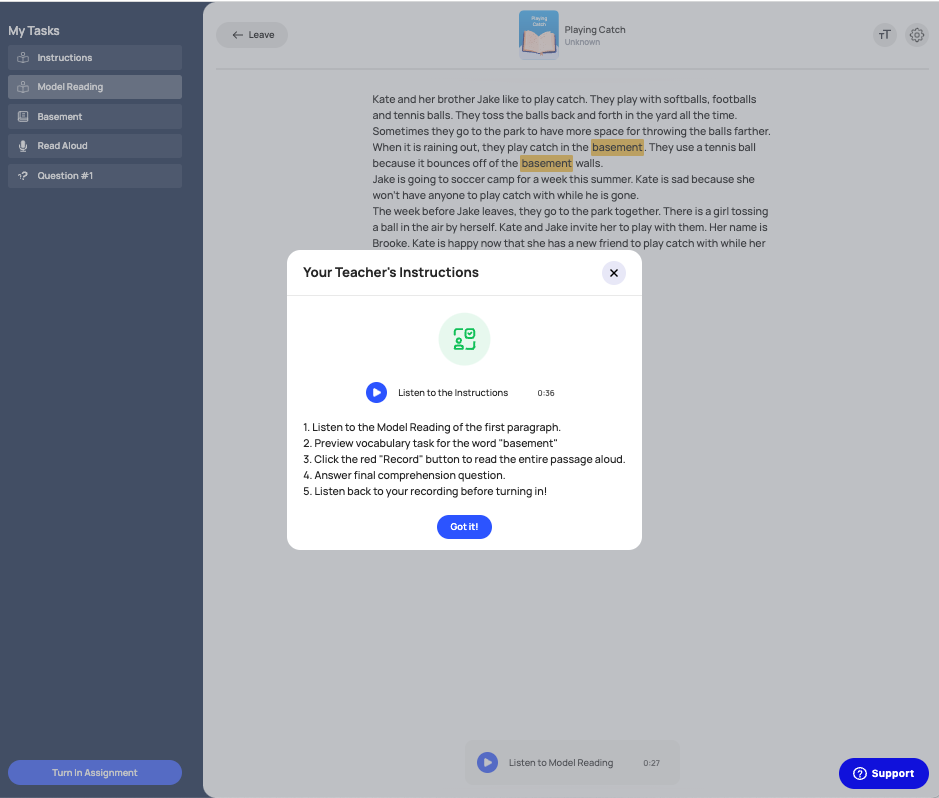 My Tasks
Instructions
Model Reading
Basement
Read Aloud
Question #1
Turn In Assignment
Leave
Playing
Catch
Playing Catch
Unknown
TT
Kate and her brother Jake like to play catch. They play with softballs, footballs
and tennis balls. They toss the balls back and forth in the yard all the time.
Sometimes they go to the park to have more space for throwing the balls farther.
When it is raining out, they play catch in the basement. They use a tennis ball
because it bounces off of the basement walls.
Jake is going to soccer camp for a week this summer. Kate is sad because she
won't have anyone to play catch with while he is gone.
The week before Jake leaves, they go to the park together. There is a girl tossing
a ball in the air by herself. Kate and Jake invite her to play with them. Her name is
Brooke. Kate is happy now that she has a new friend to play catch with while her
Your Teacher's Instructions
Listen to the Instructions 0:36
1. Listen to the Model Reading of the first paragraph.
2. Preview vocabulary task for the word "basement"
3. Click the red "Record" button to read the entire passage aloud.
4. Answer final comprehension question.
5. Listen back to your recording before turning in!
Got it!
Listen to Model Reading 0:27
Support